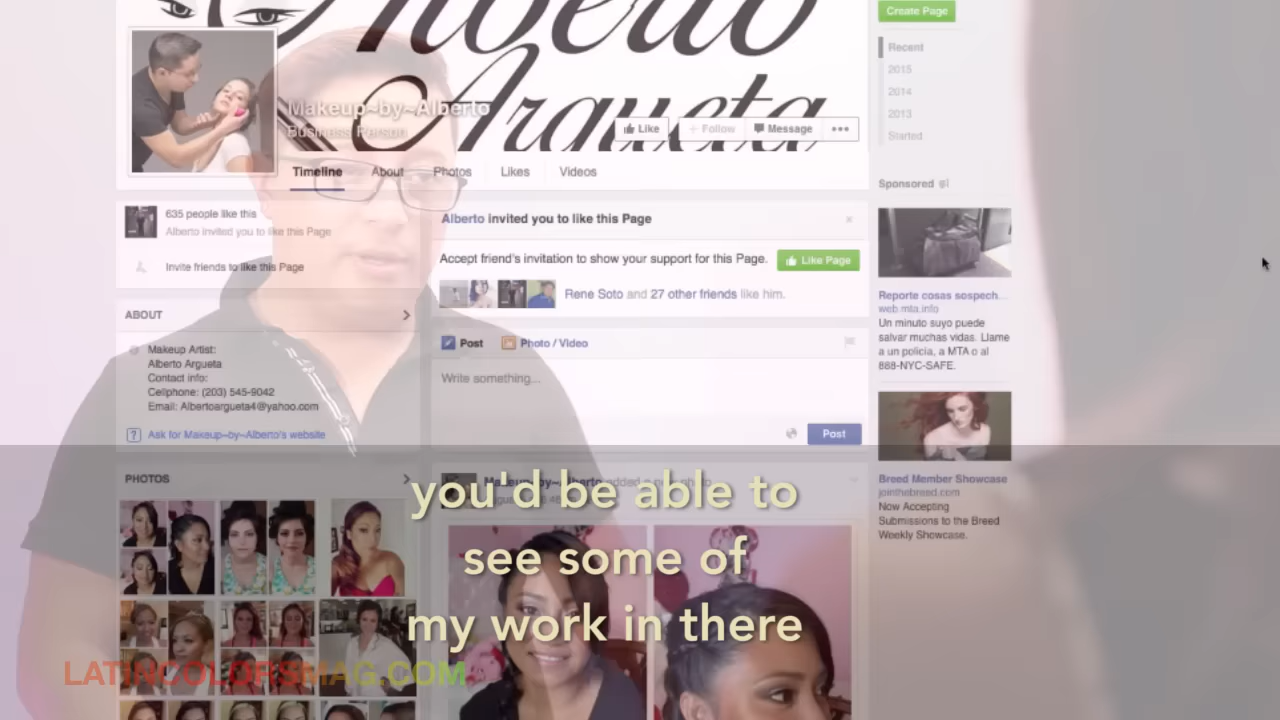 Alberto
Argueta
Create Page
Recent
2015
2014
2013
Started
Makeup~by~Alberto
Business Person
Like
+ Follow
Message
•••
Timeline
About
Photos
Likes
Videos
Sponsored
635 people like this
Alberto invited you to like this Page
Invite friends to like this Page
Alberto invited you to like this Page
Accept friend's invitation to show your support for this Page.
Like Page
Rene Soto and 27 other friends like him.
ABOUT
Makeup Artist:
Alberto Argueta
Contact info:
Cellphone: (203) 545-9042
Email: Albertoargueta4@yahoo.com
Ask for Makeup~by~Alberto's website
Post
Photo / Video
Write something...
Post
Reporte cosas sospech...
web.mta.info
Un minuto suyo puede
salvar muchas vidas. Llame
a un policía, a MTA o al
888-NYC-SAFE.
Breed Member Showcase
jointhebreed.com
Now Accepting
Submissions to the Breed
Weekly Showcase.
PHOTOS
you'd be able to
see some of
my work in there
LATINCOLORSMAG.COM